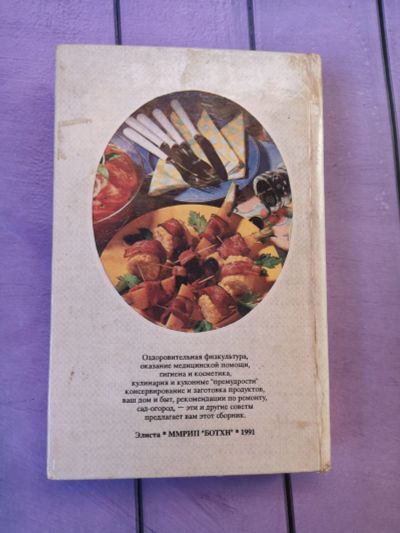 Оздоровительная физкультура,
оказание медицинской помощи,
гигиена и косметика,
кулинария и кухонные "премудрости"
консервирование и заготовка продуктов,
ваш дом и быт, рекомендации по ремонту,
сад-огород, — эти и другие советы
предлагает вам этот сборник.
Элиста * ММРИП "БОТХН" * 1991